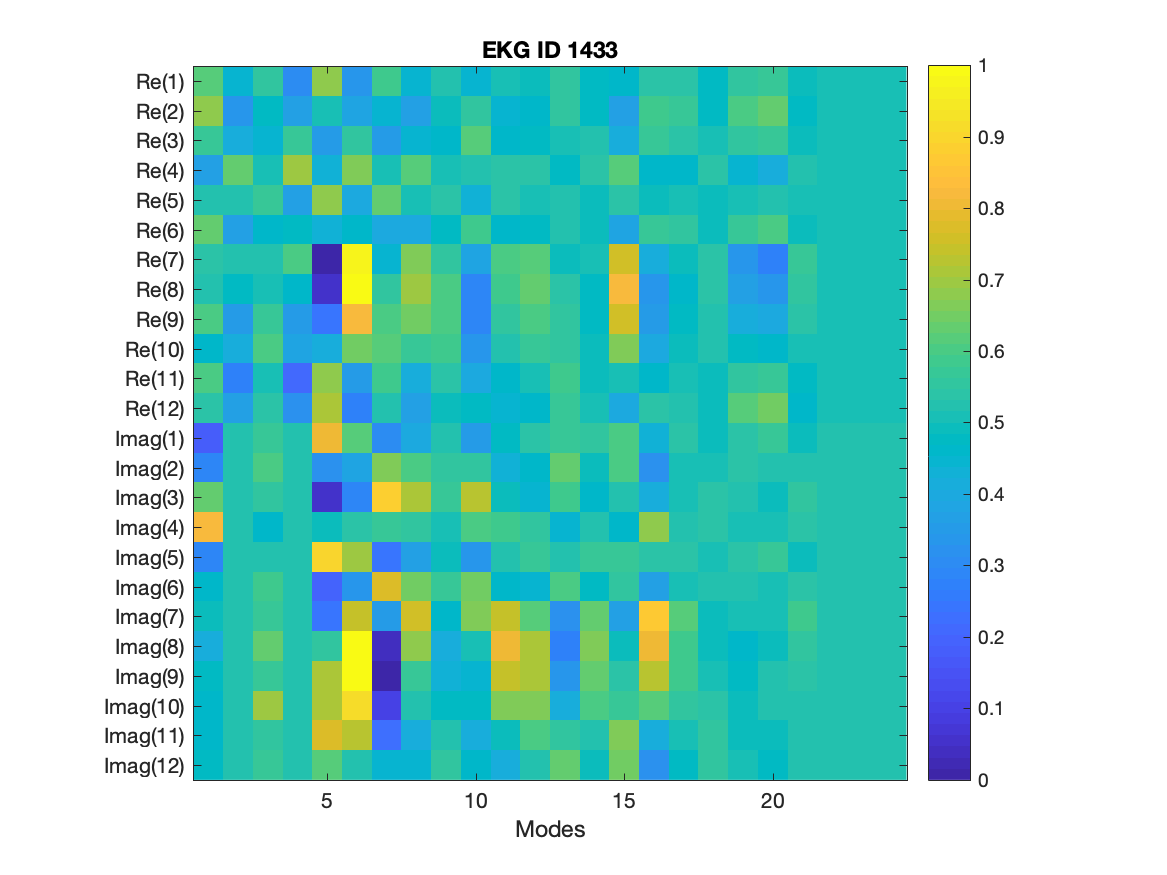 EKG ID 1433
Re(1)
Re(2)
Re(3)
Re(4)
Re(5)
Re(6)
Re(7)
Re(8)
Re(9)
Re(10)
Re(11)
Re(12)
Imag(1)
Imag(2)
Imag(3)
Imag(4)
Imag(5)
Imag(6)
Imag(7)
Imag(8)
Imag(9)
Imag(10)
Imag(11)
Imag(12)
5 10 15 20
Modes
1
0.9
0.8
0.7
0.6
0.5
0.4
0.3
0.2
0.1
0